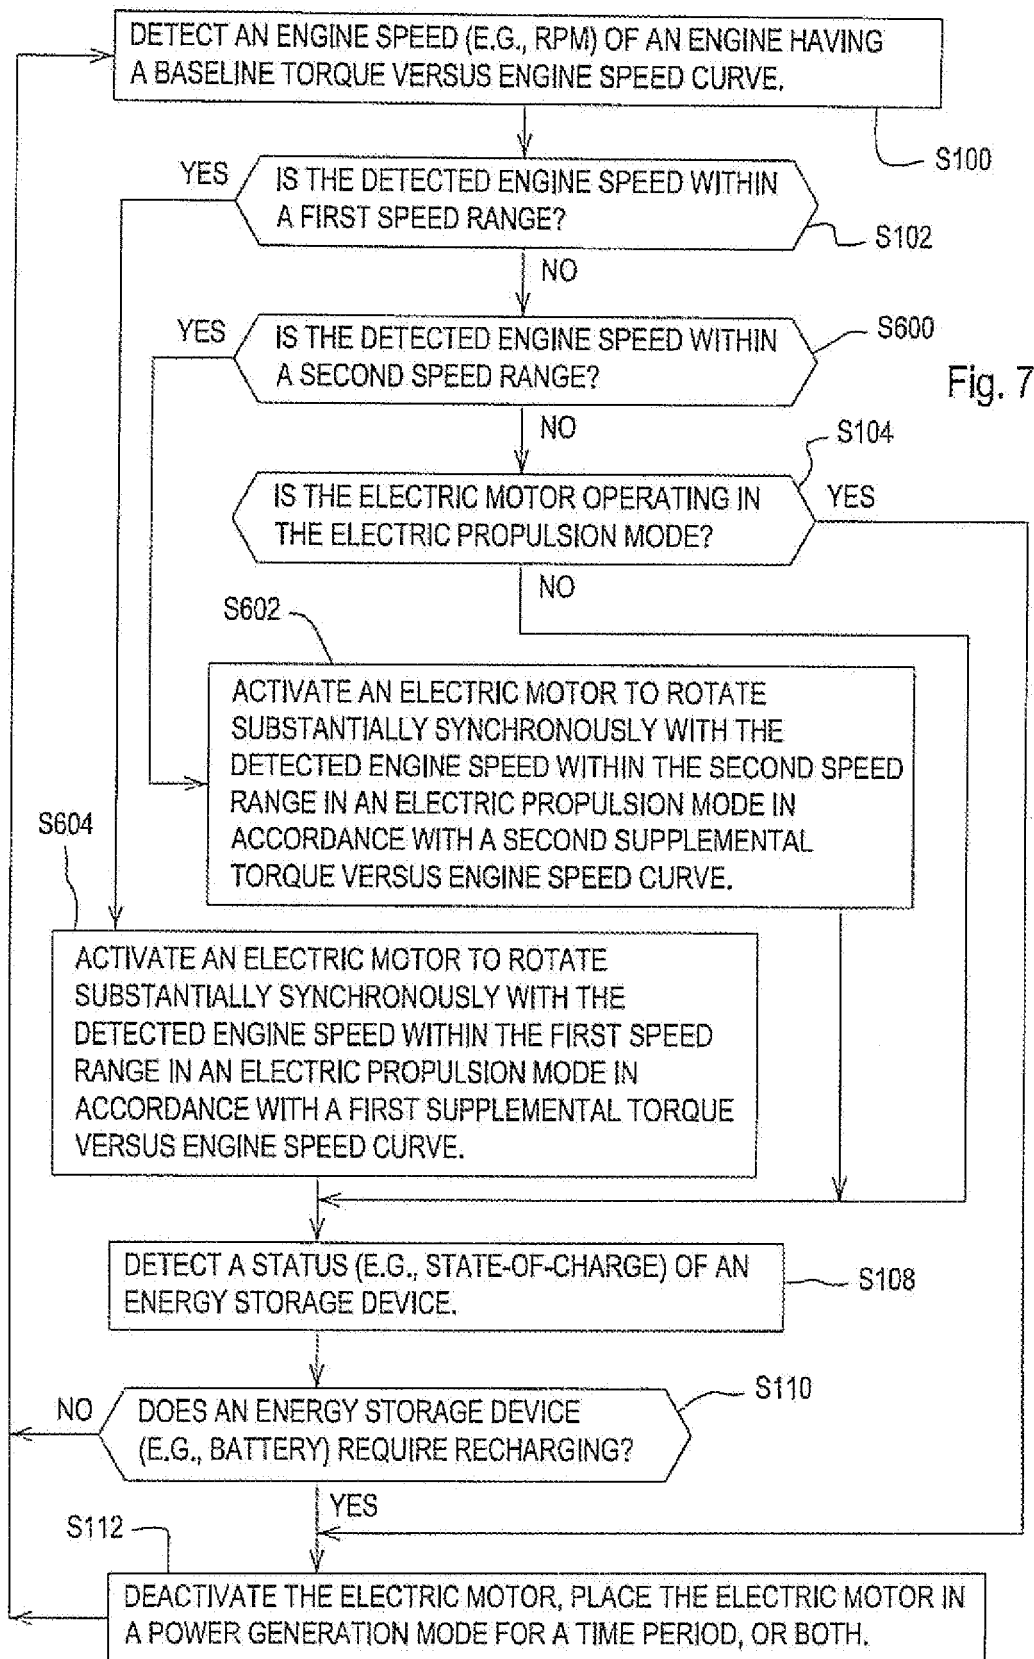 DETECT AN ENGINE SPEED (E.G., RPM) OF AN ENGINE HAVING
A BASELINE TORQUE VERSUS ENGINE SPEED CURVE.
S100
YES
IS THE DETECTED ENGINE SPEED WITHIN
A FIRST SPEED RANGE?
S102
NO
YES
IS THE DETECTED ENGINE SPEED WITHIN
A SECOND SPEED RANGE?
S600
Fig. 7
NO
S104
IS THE ELECTRIC MOTOR OPERATING IN
THE ELECTRIC PROPULSION MODE?
YES
NO
S602
ACTIVATE AN ELECTRIC MOTOR TO ROTATE
SUBSTANTIALLY SYNCHRONOUSLY WITH THE
DETECTED ENGINE SPEED WITHIN THE SECOND SPEED
RANGE IN AN ELECTRIC PROPULSION MODE IN
ACCORDANCE WITH A SECOND SUPPLEMENTAL
TORQUE VERSUS ENGINE SPEED CURVE.
S604
ACTIVATE AN ELECTRIC MOTOR TO ROTATE
SUBSTANTIALLY SYNCHRONOUSLY WITH THE
DETECTED ENGINE SPEED WITHIN THE FIRST SPEED
RANGE IN AN ELECTRIC PROPULSION MODE IN
ACCORDANCE WITH A FIRST SUPPLEMENTAL TORQUE
VERSUS ENGINE SPEED CURVE.
DETECT A STATUS (E.G., STATE-OF-CHARGE) OF AN
ENERGY STORAGE DEVICE.
S108
NO
DOES AN ENERGY STORAGE DEVICE
(E.G., BATTERY) REQUIRE RECHARGING?
S110
YES
S112
DEACTIVATE THE ELECTRIC MOTOR, PLACE THE ELECTRIC MOTOR IN
A POWER GENERATION MODE FOR A TIME PERIOD, OR BOTH.